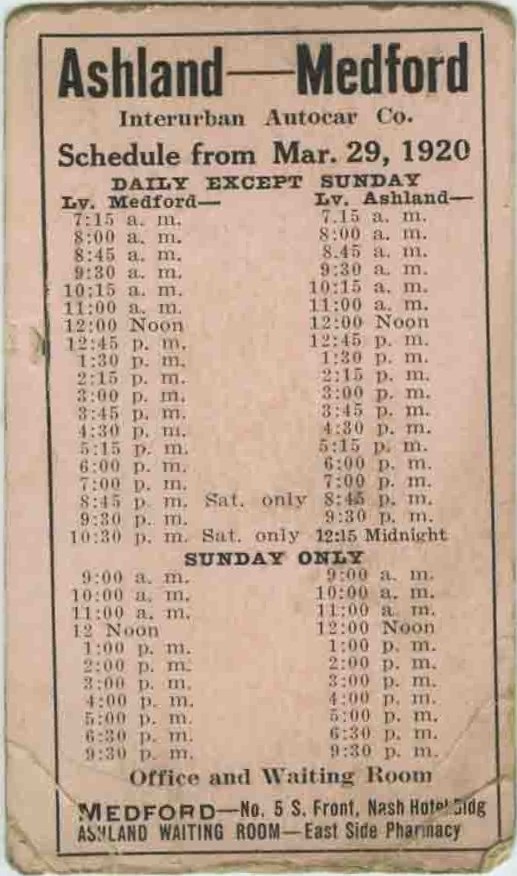 Ashland—Medford
Interurban Autocar Co.
Schedule from Mar. 29, 1920
DAILY EXCEPT SUNDAY
Lv. Medford— Lv. Ashland—
7:15 a. m. 7.15 a. m.
8:00 a. m. 8:00 a. m.
8:45 a. m. 8.45 a. m.
9:30 a. m. 9:30 a. m.
10:15 a. m. 10:15 a. m.
11:00 a. m. 11:00 a. m.
12:00 Noon 12:00 Noon
12:45 p. m. 12:45 p. m.
1:30 p. m. 1:30 p. m.
2:15 p. m. 2:15 p. m.
3:00 p. m. 3:00 p. m.
3:45 p. m. 3:45 p. m.
4:30 p. m. 4:30 p. m.
5:15 p. m. 5:15 p. m.
6:00 p. m. 6:00 p. m.
7:00 p. m. 7:00 p. m.
8:45 p. m. Sat. only 8:45 p. m.
9:30 p. m. 9:30 p. m.
10:30 p. m. Sat. only 12:15 Midnight
SUNDAY ONLY
9:00 a. m. 9:00 a. m.
10:00 a. m. 10:00 a. m.
11:00 a. m. 11:00 a. m.
12 Noon 12:00 Noon
1:00 p. m. 1:00 p. m.
2:00 p. m. 2:00 p. m.
3:00 p. m. 3:00 p. m.
4:00 p. m. 4:00 p. m.
5:00 p. m. 5:00 p. m.
6:30 p. m. 6:30 p. m.
9:30 p. m. 9:30 p. m.
Office and Waiting Room
MEDFORD—No. 5 S. Front, Nash Hotel Bldg
ASHLAND WAITING ROOM—East Side Pharmacy